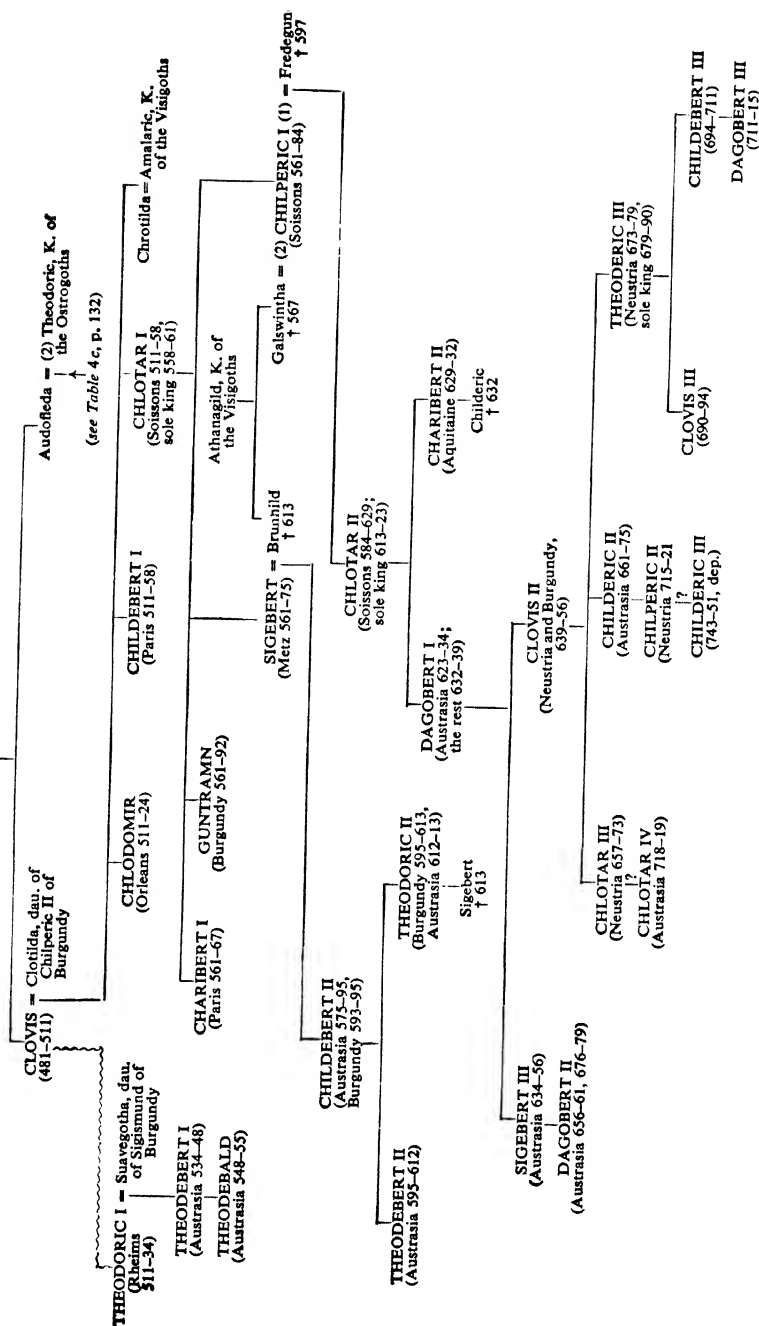 CLOVIS = Clotilda, dau. of
(481–511) Chilperic II of
Burgundy
Audofleda = (2) Theodoric, K. of
the Ostrogoths
(see Table 4c, p. 132)
THEODORIC I = Suavegotha, dau.
(Rheims of Sigismund of
511–34) Burgundy
CHLODOMIR
(Orleans 511–24)
CHILDEBERT I
(Paris 511–58)
CHLOTAR I
(Soissons 511–58,
sole king 558–61)
Chrotilda = Amalaric, K.
of the Visigoths
THEODEBERT I
(Austrasia 534–48)
THEODEBALD
(Austrasia 548–55)
CHARIBERT I
(Paris 561–67)
GUNTRAMN
(Burgundy 561–92)
Athanagild, K. of
the Visigoths
SIGEBERT = Brunhild
(Metz 561–75) † 613
Galswintha = (2) CHILPERIC I (1) = Fredegun
† 567 (Soissons 561–84) † 597
CHILDEBERT II
(Austrasia 575–95,
Burgundy 593–95)
CHLOTAR II
(Soissons 584–629;
sole king 613–23)
THEODEBERT II
(Austrasia 595–612)
THEODORIC II
(Burgundy 595–613,
Austrasia 612–13)
Sigebert
† 613
DAGOBERT I
(Austrasia 623–34;
the rest 632–39)
CHARIBERT II
(Aquitaine 629–32)
Childeric
† 632
SIGEBERT III
(Austrasia 634–56)
DAGOBERT II
(Austrasia 656–61, 676–79)
CLOVIS II
(Neustria and Burgundy,
639–56)
CHLOTAR III
(Neustria 657–73)
?
CHLOTAR IV
(Austrasia 718–19)
CHILDERIC II
(Austrasia 661–75)
CHILPERIC II
(Neustria 715–21
?
CHILDERIC III
(743–51, dep.)
THEODERIC III
(Neustria 673–79,
sole king 679–90)
CLOVIS III
(690–94)
CHILDEBERT III
(694–711)
DAGOBERT III
(711–15)